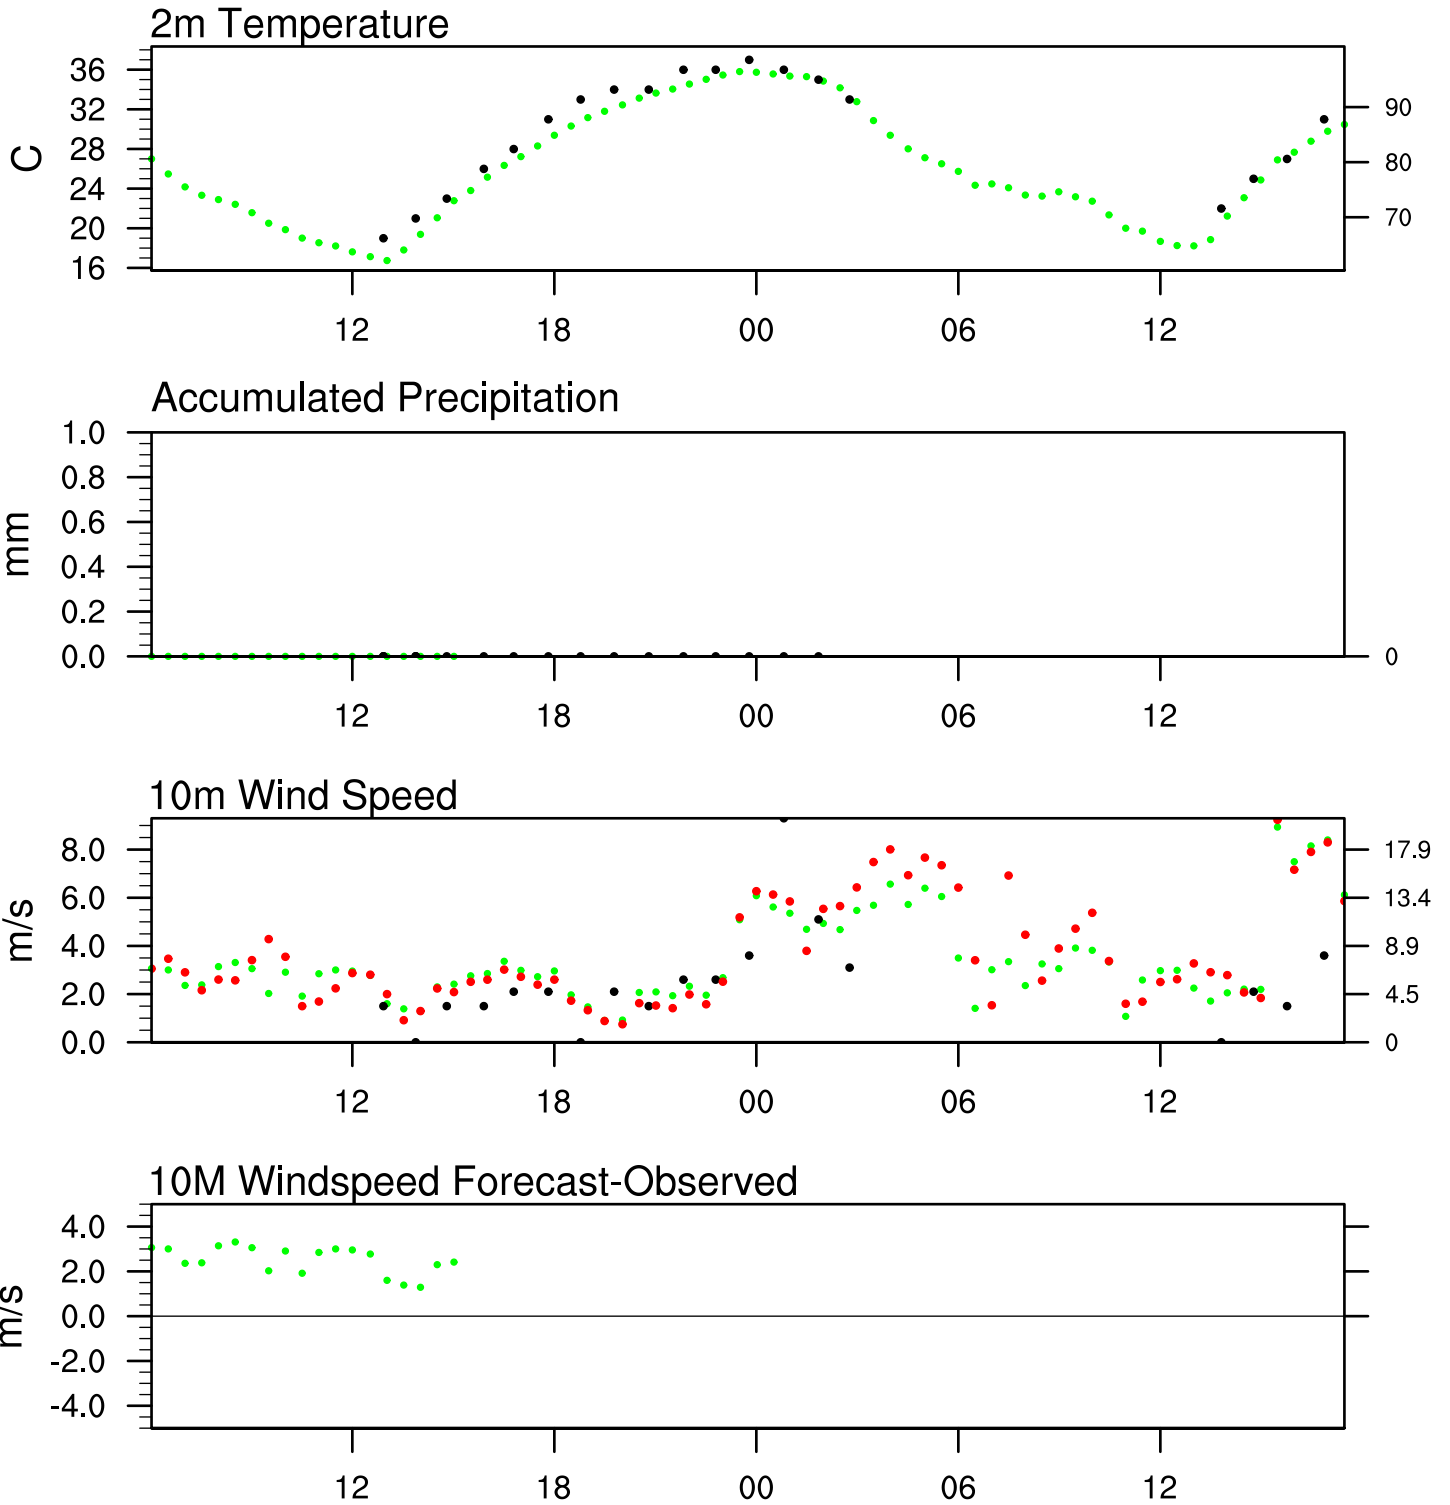 2m Temperature
36
32
28
24
20
16
C
90
80
70
12 18 00 06 12
Accumulated Precipitation
1.0
0.8
0.6
0.4
0.2
0.0
mm
0
12 18 00 06 12
10m Wind Speed
8.0
6.0
4.0
2.0
0.0
m/s
17.9
13.4
8.9
4.5
0
12 18 00 06 12
10M Windspeed Forecast-Observed
4.0
2.0
0.0
-2.0
-4.0
m/s
12 18 00 06 12